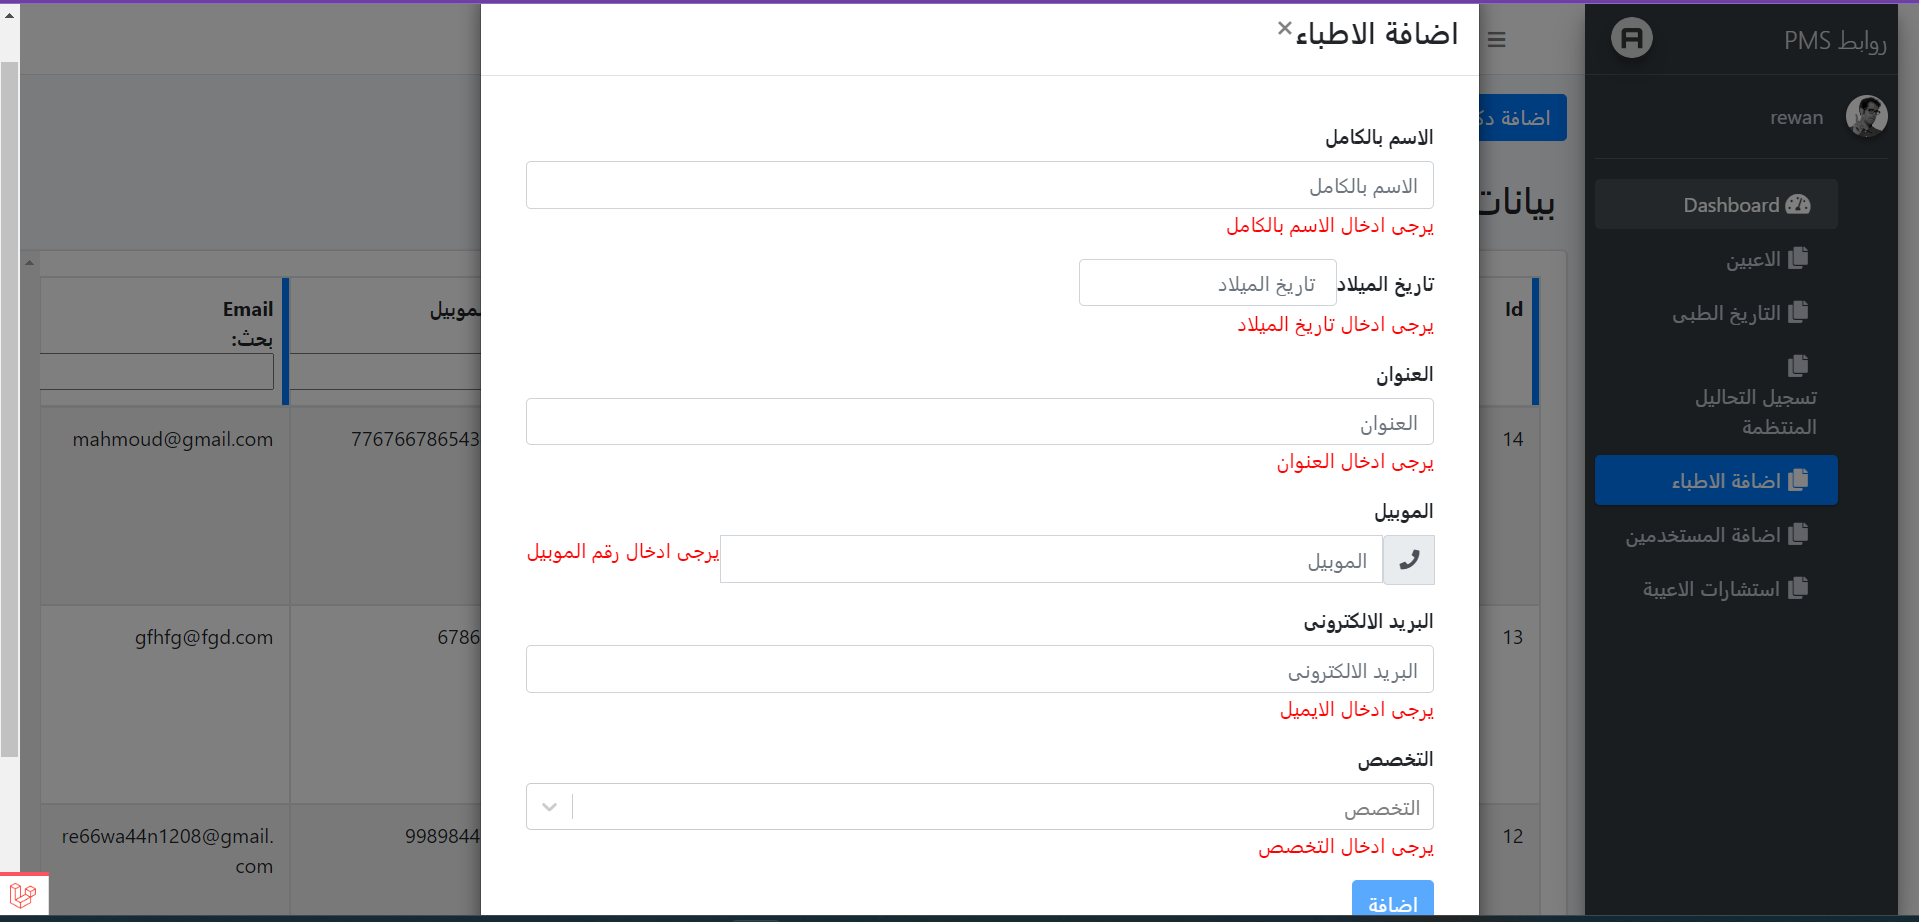 روابط PMS
rewan
Dashboard
الاعبين
التاريخ الطبى
تسجيل التحاليل
المنتظمة
اضافة الاطباء
اضافة المستخدمين
استشارات الاعيبة
اضافة الاطباء ×
الاسم بالكامل
الاسم بالكامل
يرجى ادخال الاسم بالكامل
تاريخ الميلاد تاريخ الميلاد
يرجى ادخال تاريخ الميلاد
العنوان
العنوان
يرجى ادخال العنوان
الموبيل
الموبيل يرجى ادخال رقم الموبيل
البريد الالكترونى
البريد الالكترونى
يرجى ادخال الايميل
التخصص
التخصص
يرجى ادخال التخصص
اضافة
اضافة
بيانات
Id
Email
بحث:
14 776766786543 mahmoud@gmail.com
13 6786 gfhfg@fgd.com
12 9989844 re66wa44n1208@gmail.
com